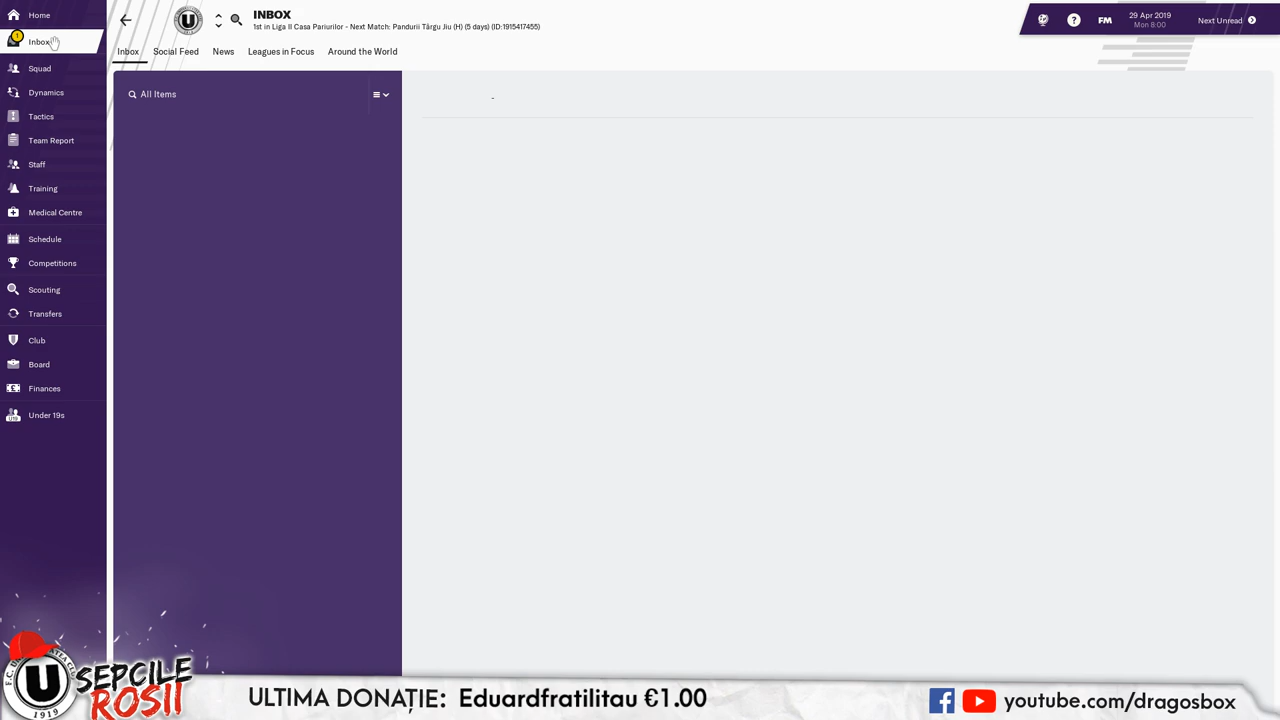 Home
1
Inbox
Squad
Dynamics
Tactics
Team Report
Staff
Training
Medical Centre
Schedule
Competitions
Scouting
Transfers
Club
Board
Finances
Under 19s
U
INBOX
1st in Liga II Casa Pariurilor - Next Match: Pandurii Târgu Jiu (H) (5 days) (ID:1915417455)
?
FM
29 Apr 2019
Mon 8:00
Next Unread
Inbox
Social Feed
News
Leagues in Focus
Around the World
All Items
-
U
1919
SEPCILE
ROSII
ULTIMA DONAȚIE: Eduardfratilitau €1.00
youtube.com/dragosbox